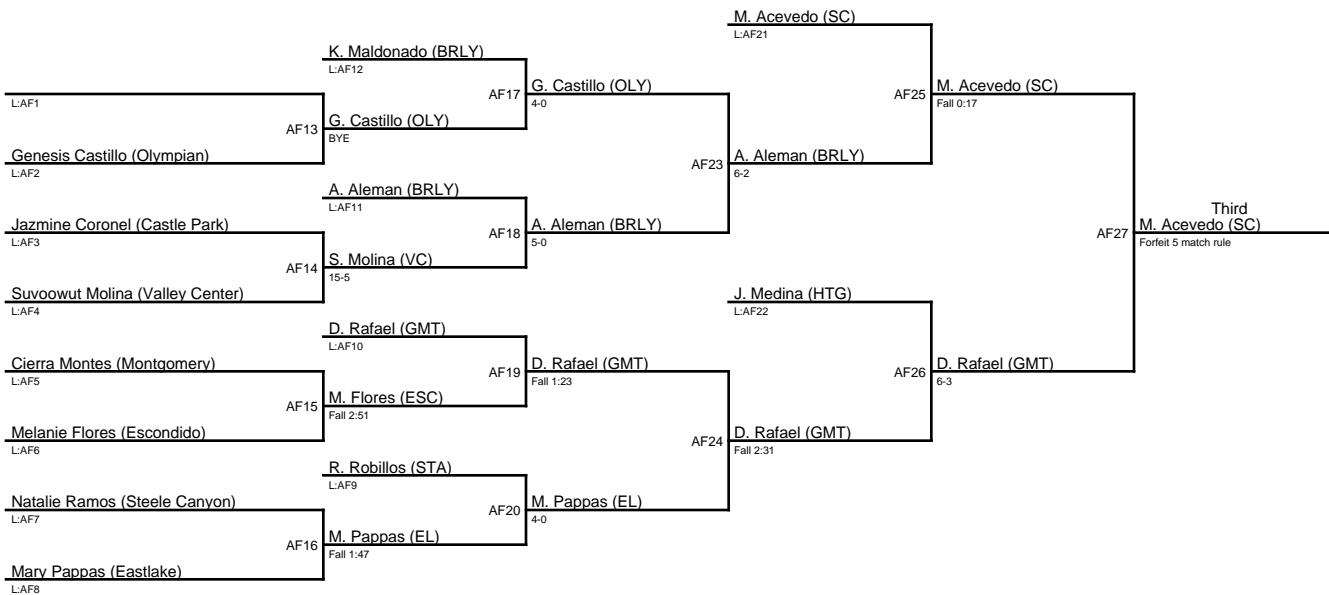 M. Acevedo (SC)
L:AF21
K. Maldonado (BRLY)
L:AF12
G. Castillo (OLY)
AF17
4-0
M. Acevedo (SC)
AF25
Fall 0:17
L:AF1
G. Castillo (OLY)
AF13
BYE
Genesis Castillo (Olympian)
L:AF2
A. Aleman (BRLY)
AF23
6-2
A. Aleman (BRLY)
L:AF11
Jazmine Coronel (Castle Park)
L:AF3
A. Aleman (BRLY)
AF18
5-0
Third
M. Acevedo (SC)
AF27
Forfeit 5 match rule
S. Molina (VC)
AF14
15-5
Suvoowut Molina (Valley Center)
L:AF4
J. Medina (HTG)
L:AF22
D. Rafael (GMT)
L:AF10
Cierra Montes (Montgomery)
L:AF5
D. Rafael (GMT)
AF19
Fall 1:23
D. Rafael (GMT)
AF26
6-3
M. Flores (ESC)
AF15
Fall 2:51
Melanie Flores (Escondido)
L:AF6
D. Rafael (GMT)
AF24
Fall 2:31
R. Robillos (STA)
L:AF9
Natalie Ramos (Steele Canyon)
L:AF7
M. Pappas (EL)
AF20
4-0
M. Pappas (EL)
AF16
Fall 1:47
Mary Pappas (Eastlake)
L:AF8